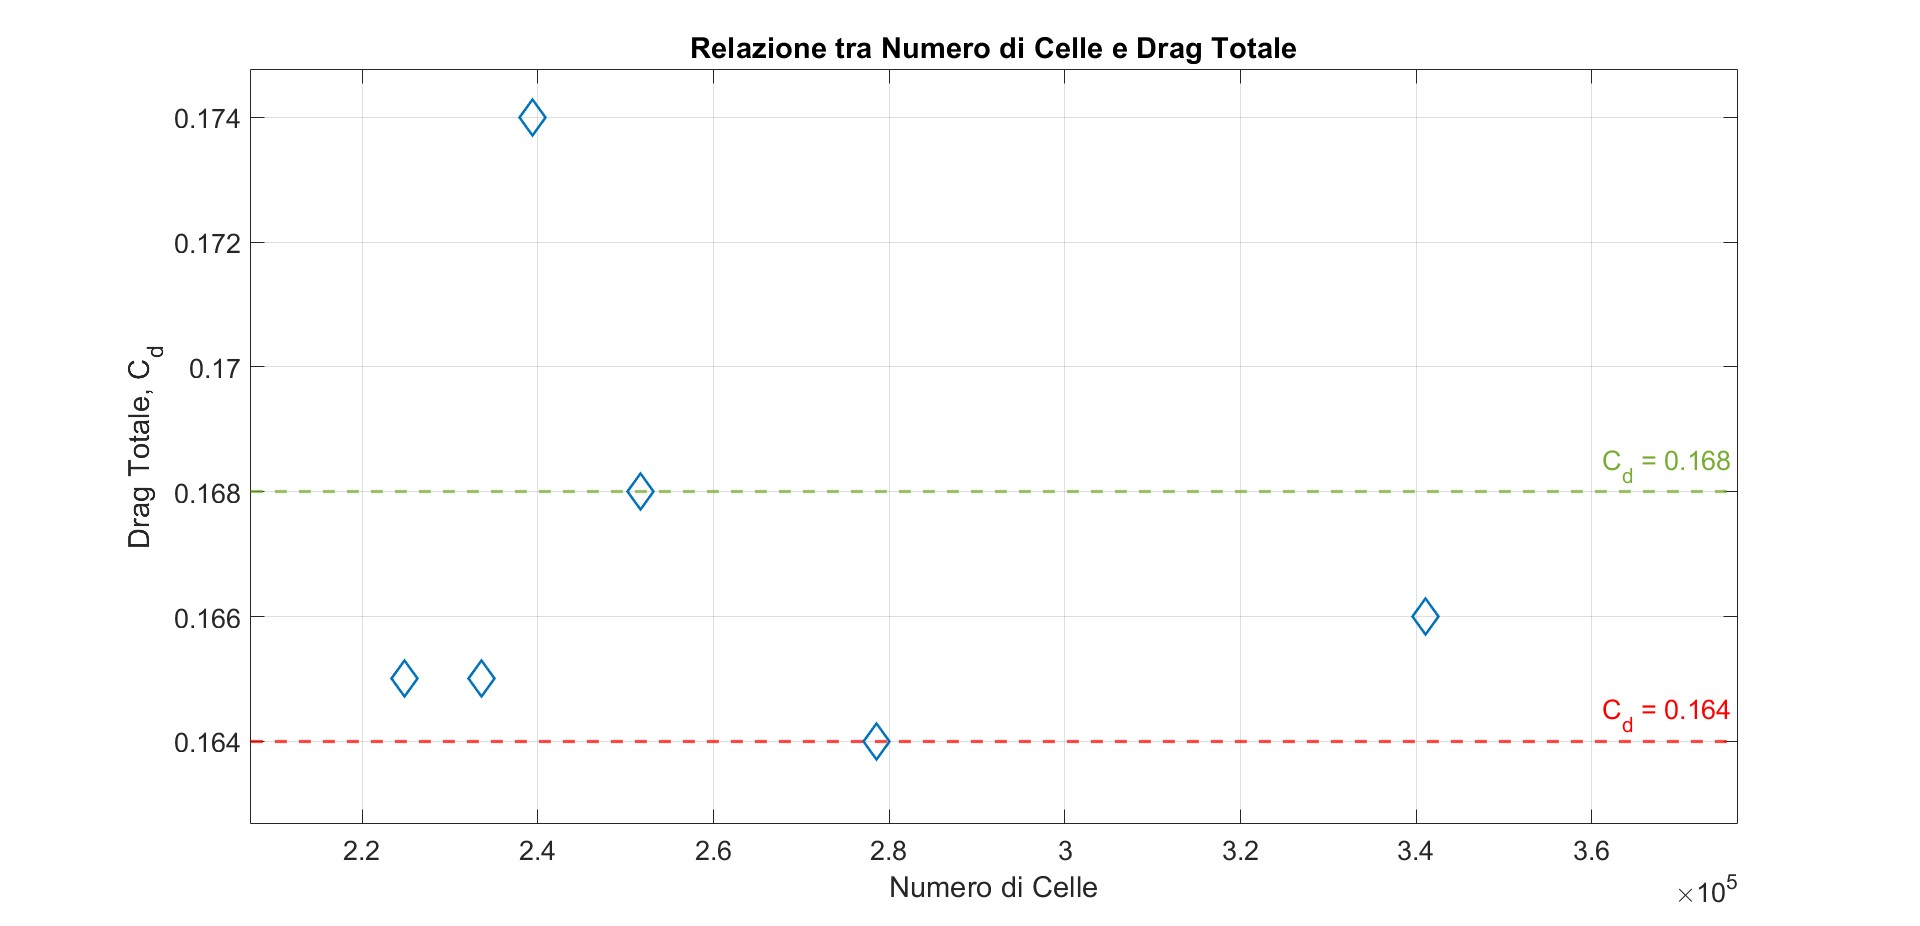 Relazione tra Numero di Celle e Drag Totale
Drag Totale, C_d
0.174
0.172
0.17
0.168
0.166
0.164
C_d = 0.168
C_d = 0.164
2.2 2.4 2.6 2.8 3 3.2 3.4 3.6
Numero di Celle
×10^5